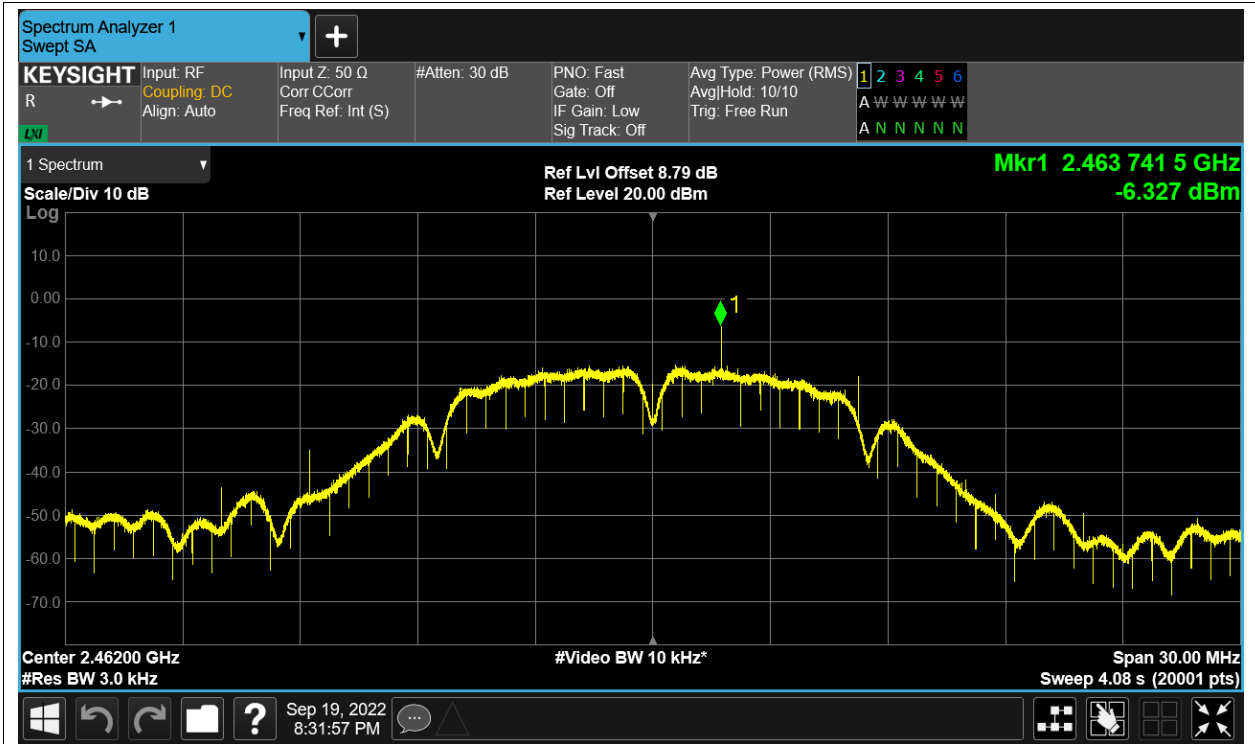 Spectrum Analyzer 1
Swept SA
KEYSIGHT
R
LXI
Input: RF
Coupling: DC
Align: Auto
Input Z: 50 Ω
Corr CCorr
Freq Ref: Int (S)
#Atten: 30 dB
PNO: Fast
Gate: Off
IF Gain: Low
Sig Track: Off
Avg Type: Power (RMS)
Avg|Hold: 10/10
Trig: Free Run
1 2 3 4 5 6
A W W W W W
A N N N N N
1 Spectrum
Scale/Div 10 dB
Log
Ref Lvl Offset 8.79 dB
Ref Level 20.00 dBm
Mkr1 2.463 741 5 GHz
-6.327 dBm
10.0
0.00
-10.0
-20.0
-30.0
-40.0
-50.0
-60.0
-70.0
1
Center 2.46200 GHz
#Res BW 3.0 kHz
#Video BW 10 kHz*
Span 30.00 MHz
Sweep 4.08 s (20001 pts)
?
Sep 19, 2022
8:31:57 PM